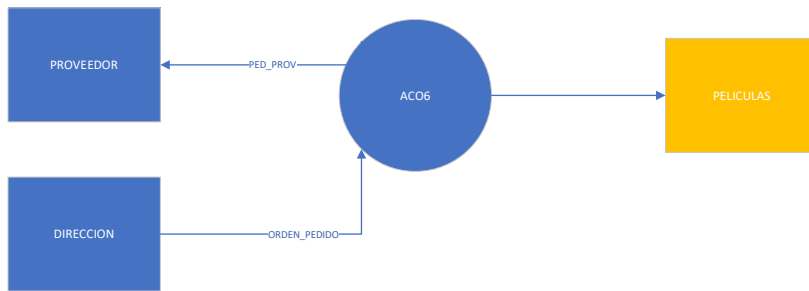 PROVEEDOR
PED_PROV
ACO6
PELICULAS
DIRECCION
ORDEN_PEDIDO